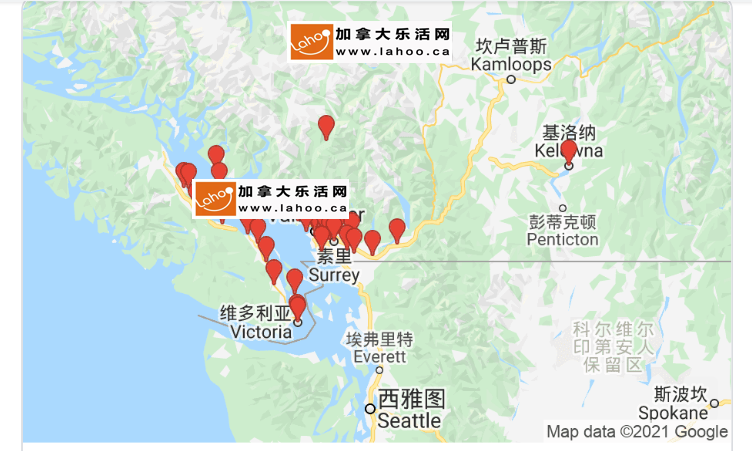 Lahoo
加拿大乐活网
www.lahoo.ca
坎卢普斯
Kamloops
基洛纳
Kelowna
Lahoo
加拿大乐活网
www.lahoo.ca
彭蒂克顿
Penticton
素里
Surrey
维多利亚
Victoria
埃弗里特
Everett
科尔维尔
印第安人
保留区
西雅图
Seattle
斯波坎
Spokane
Map data ©2021 Google